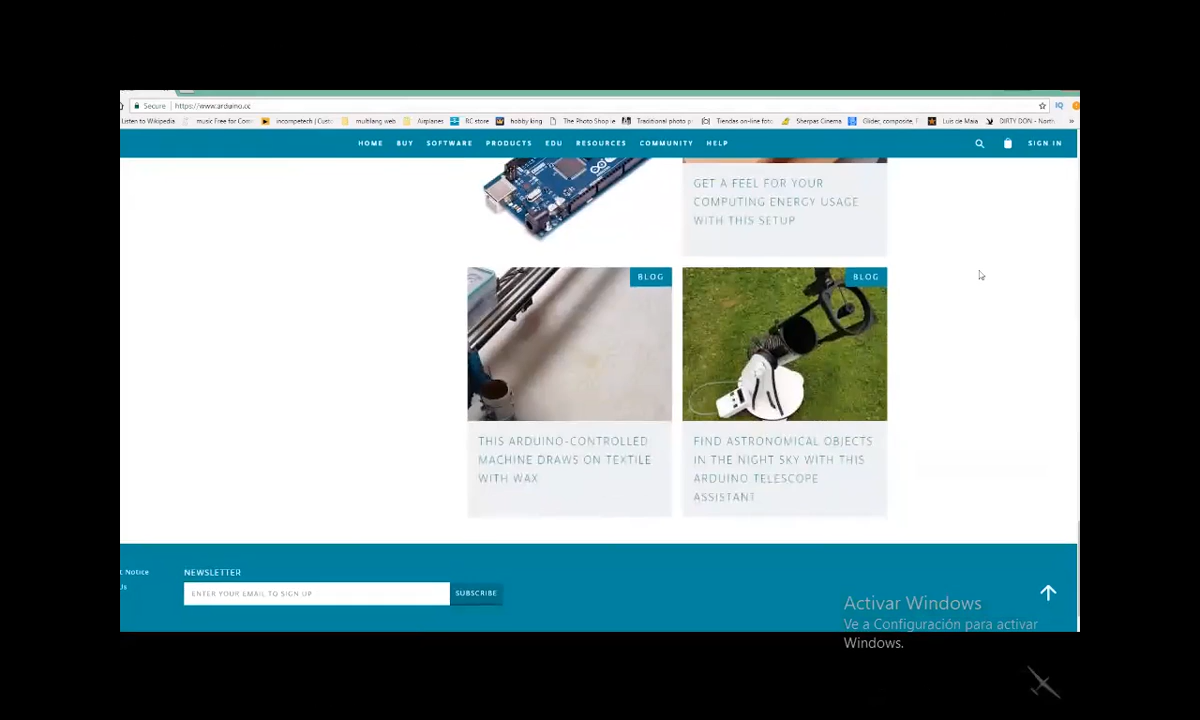 Secure https://www.arduino.cc
Listen to Wikipedia music Free for Com incompetech | Cust multilang web Airplanes RC store hobby king The Photo Shop Traditional photo p Tiendas on-line foto Sherpas Cinema Glider, composite, Luis de Maia DIRTY DON - North »
HOME BUY SOFTWARE PRODUCTS EDU RESOURCES COMMUNITY HELP SIGN IN
GET A FEEL FOR YOUR
COMPUTING ENERGY USAGE
WITH THIS SETUP
BLOG
THIS ARDUINO-CONTROLLED
MACHINE DRAWS ON TEXTILE
WITH WAX
BLOG
FIND ASTRONOMICAL OBJECTS
IN THE NIGHT SKY WITH THIS
ARDUINO TELESCOPE
ASSISTANT
Notice
Us
NEWSLETTER
ENTER YOUR EMAIL TO SIGN UP
SUBSCRIBE
Activar Windows
Ve a Configuración para activar
Windows.